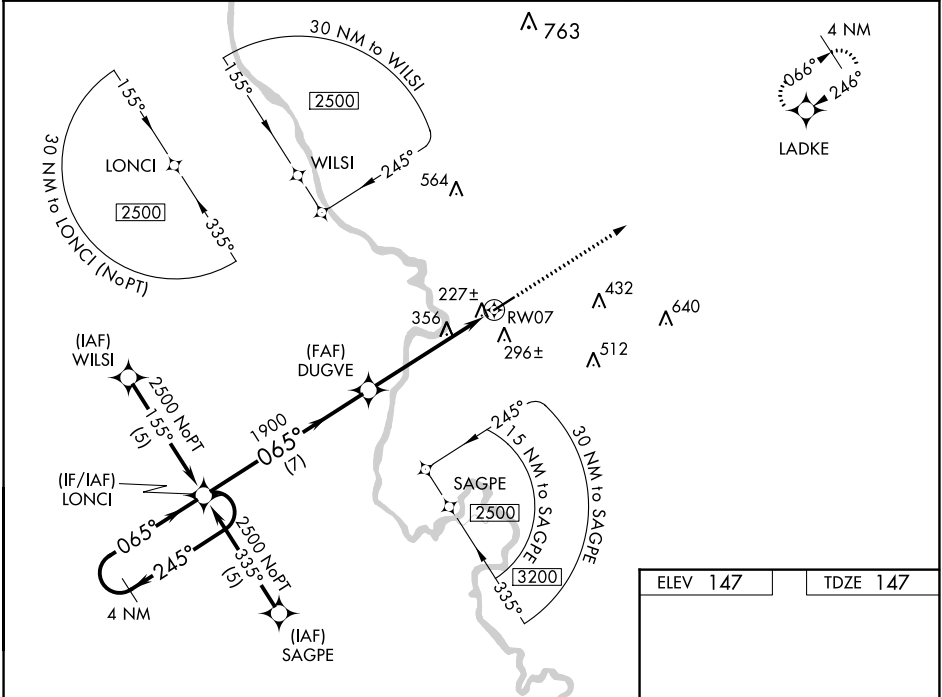 763
30 NM to WILSI
155°
2500
WILSI
245°
4 NM
066°
246°
LADKE
155°
LONCI
2500
335°
30 NM to LONCI (NoPT)
564
227±
RW07
356
296±
432
640
512
(FAF)
DUGVE
(IAF)
WILSI
2500 NoPT
155°
(5)
1900
065°
(7)
(IF/IAF)
LONCI
065°
245°
4 NM
2500 NoPT
335°
(5)
(IAF)
SAGPE
245°
15 NM to SAGPE
30 NM to SAGPE
SAGPE
2500
3200
335°
ELEV 147
TDZE 147